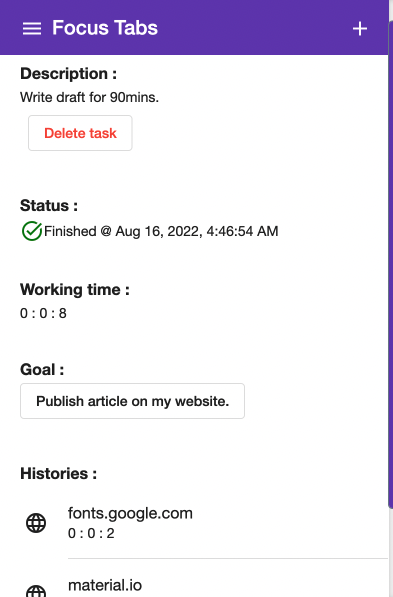 Focus Tabs
Description :
Write draft for 90mins.
Delete task
Status :
Finished @ Aug 16, 2022, 4:46:54 AM
Working time :
0 : 0 : 8
Goal :
Publish article on my website.
Histories :
fonts.google.com
0 : 0 : 2
material.io